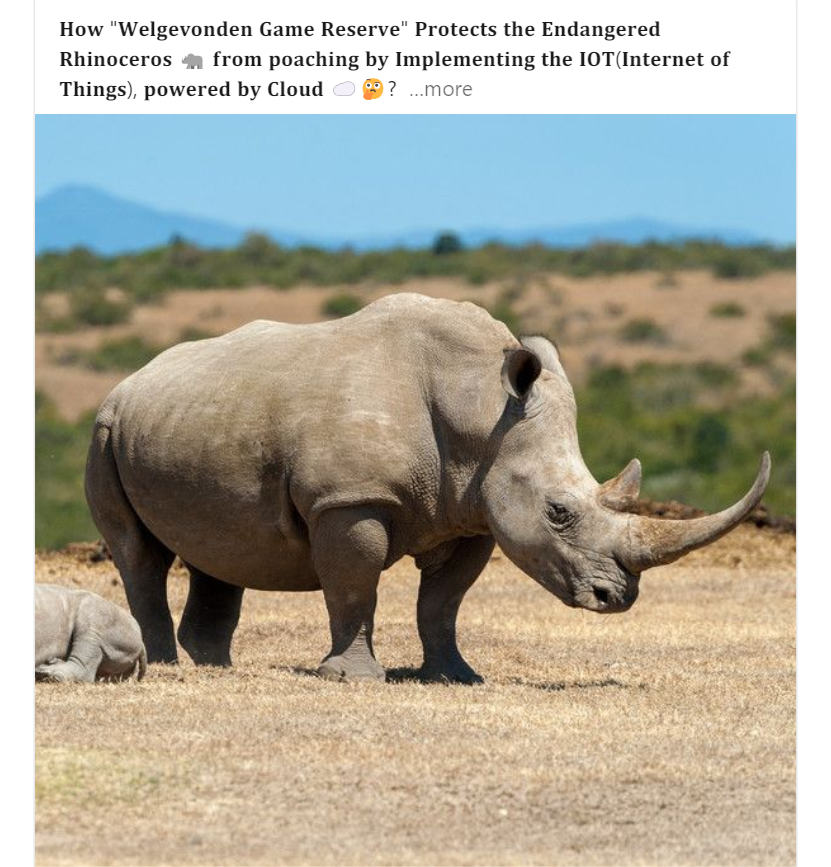 How "Welgevonden Game Reserve" Protects the Endangered
Rhinoceros 🦏 from poaching by Implementing the IOT(Internet of
Things), powered by Cloud ☁️ 🤔? ...more